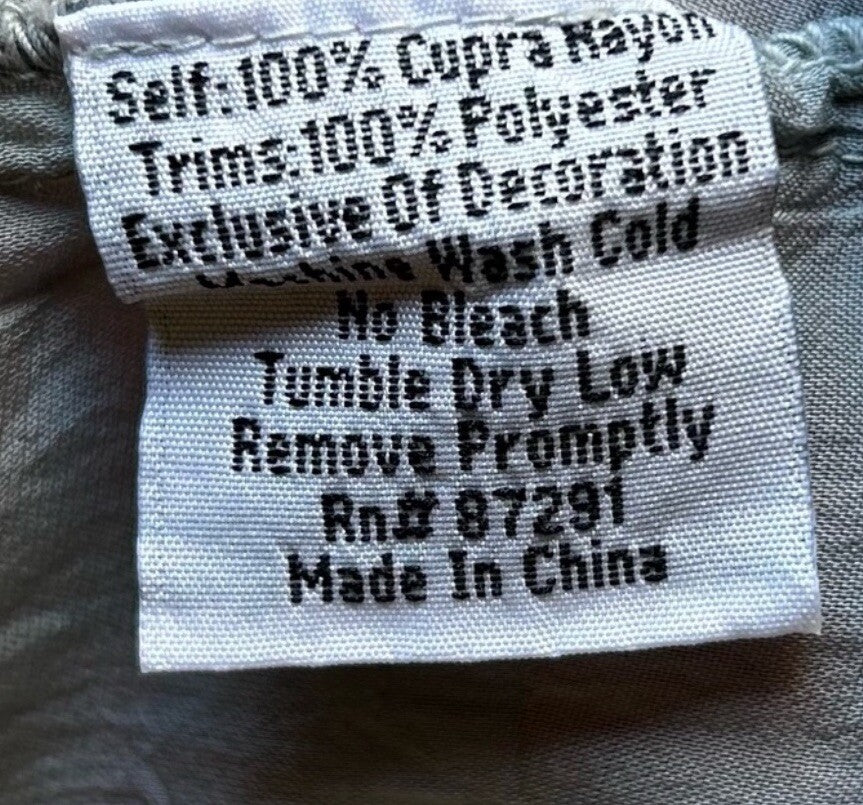 Self:100% Cupra Rayon
Trims:100% Polyester
Exclusive Of Decoration
Machine Wash Cold
No Bleach
Tumble Dry Low
Remove Promptly
Rn# 87291
Made In China